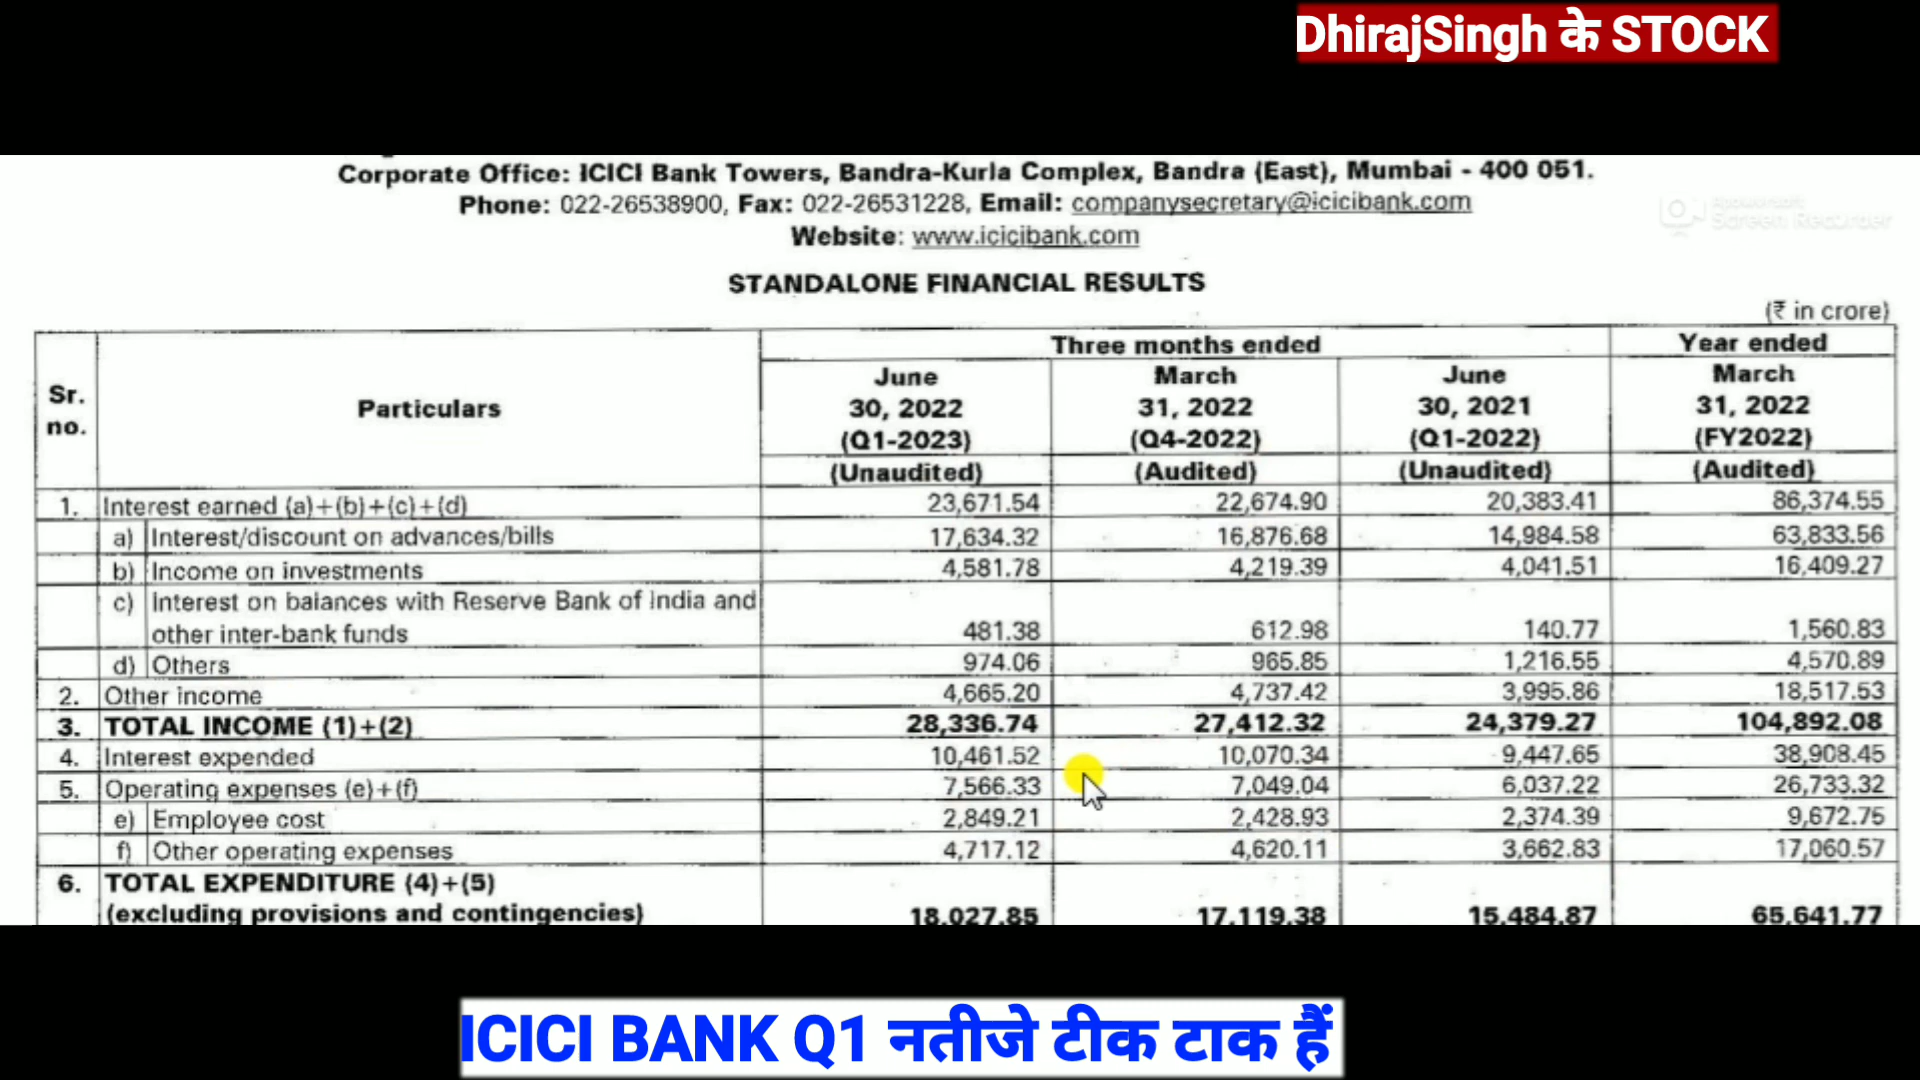 DhirajSingh के STOCK
Corporate Office: ICICI Bank Towers, Bandra-Kurla Complex, Bandra (East), Mumbai - 400 051.
Phone: 022-26538900, Fax: 022-26531228, Email: companysecretary@icicibank.com
Screen Recorder
Website: www.icicibank.com
STANDALONE FINANCIAL RESULTS
(₹ in crore)
Sr. no. Particulars Three months ended Year ended
June 30, 2022 (Q1-2023) (Unaudited) March 31, 2022 (Q4-2022) (Audited) June 30, 2021 (Q1-2022) (Unaudited) March 31, 2022 (FY2022) (Audited)
1. Interest earned (a)+(b)+(c)+(d) 23,671.54 22,674.90 20,383.41 86,374.55
a) Interest/discount on advances/bills 17,634.32 16,876.68 14,984.58 63,833.56
b) Income on investments 4,581.78 4,219.39 4,041.51 16,409.27
c) Interest on balances with Reserve Bank of India and
other inter-bank funds 481.38 612.98 140.77 1,560.83
d) Others 974.06 965.85 1,216.55 4,570.89
2. Other income 4,665.20 4,737.42 3,995.86 18,517.53
3. TOTAL INCOME (1)+(2) 28,336.74 27,412.32 24,379.27 104,892.08
4. Interest expended 10,461.52 10,070.34 9,447.65 38,908.45
5. Operating expenses (e)+(f) 7,566.33 7,049.04 6,037.22 26,733.32
e) Employee cost 2,849.21 2,428.93 2,374.39 9,672.75
f) Other operating expenses 4,717.12 4,620.11 3,662.83 17,060.57
6. TOTAL EXPENDITURE (4)+(5)
(excluding provisions and contingencies) 18,027.85 17,119.38 15,484.87 65,641.77
ICICI BANK Q1 नतीजे टीक टाक हैं